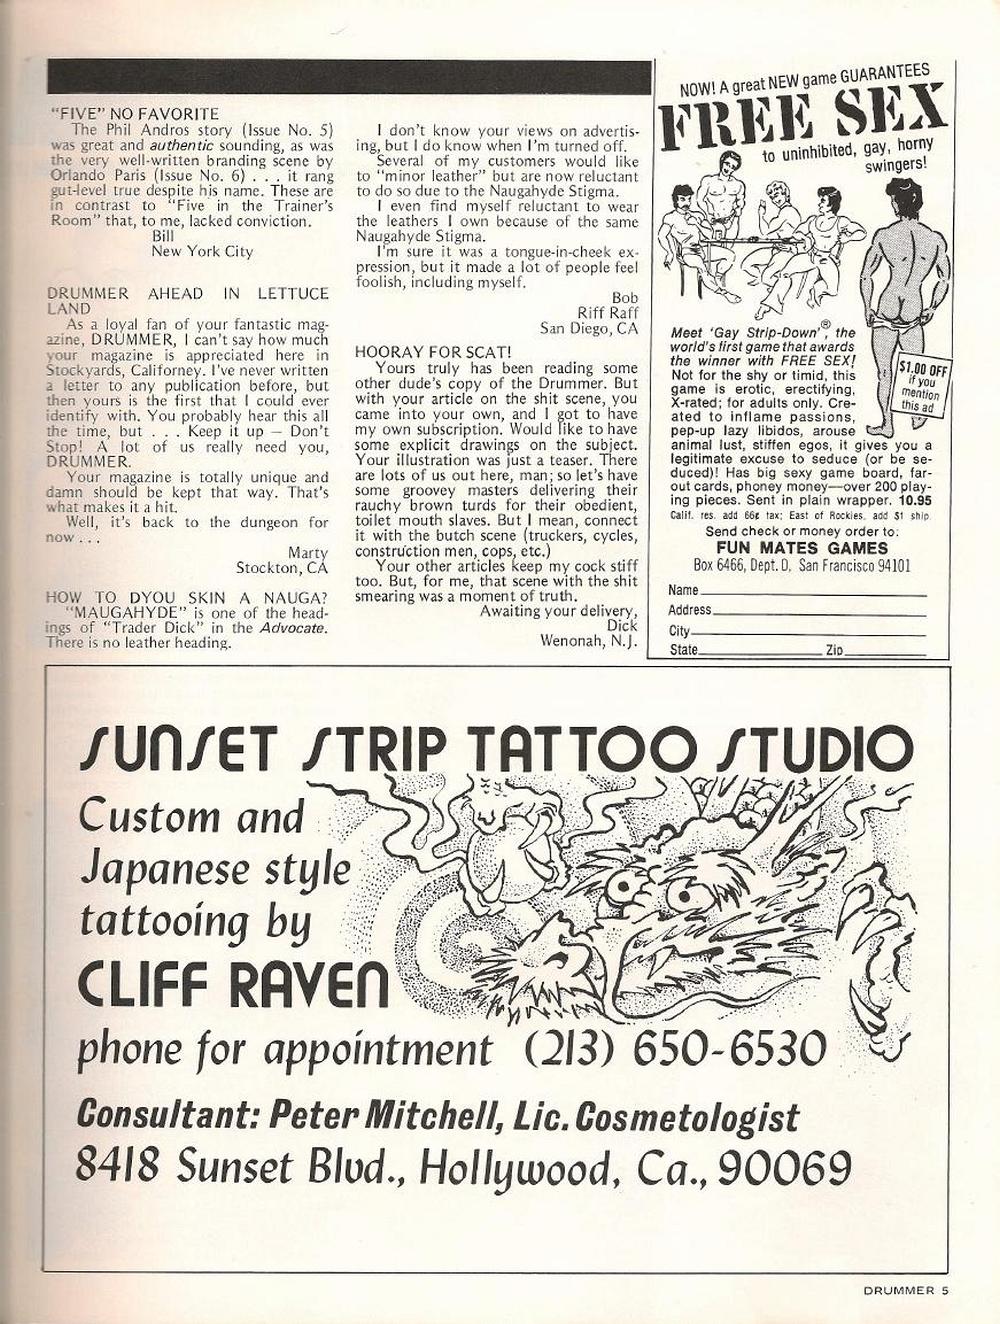 "FIVE" NO FAVORITE
The Phil Andros story (Issue No. 5)
was great and authentic sounding, as was
the very well-written branding scene by
Orlando Paris (Issue No. 6) . . . it rang
gut-level true despite his name. These are
in contrast to "Five in the Trainer's
Room" that, to me, lacked conviction.
Bill
New York City
DRUMMER AHEAD IN LETTUCE
LAND
As a loyal fan of your fantastic mag-
azine, DRUMMER, I can't say how much
your magazine is appreciated here in
Stockyards, Californey. I've never written
a letter to any publication before, but
then yours is the first that I could ever
identify with. You probably hear this all
the time, but . . . Keep it up — Don't
Stop! A lot of us really need you,
DRUMMER.
Your magazine is totally unique and
damn should be kept that way. That's
what makes it a hit.
Well, it's back to the dungeon for
now . . .
Marty
Stockton, CA
HOW TO DYOU SKIN A NAUGA?
"MAUGAHYDE" is one of the head-
ings of "Trader Dick" in the Advocate.
There is no leather heading.
I don't know your views on advertis-
ing, but I do know when I'm turned off.
Several of my customers would like
to "minor leather" but are now reluctant
to do so due to the Naugahyde Stigma.
I even find myself reluctant to wear
the leathers I own because of the same
Naugahyde Stigma.
I'm sure it was a tongue-in-cheek ex-
pression, but it made a lot of people feel
foolish, including myself.
Bob
Riff Raff
San Diego, CA
HOORAY FOR SCAT!
Yours truly has been reading some
other dude's copy of the Drummer. But
with your article on the shit scene, you
came into your own, and I got to have
my own subscription. Would like to have
some explicit drawings on the subject.
Your illustration was just a teaser. There
are lots of us out here, man; so let's have
some groovey masters delivering their
rauchy brown turds for their obedient,
toilet mouth slaves. But I mean, connect
it with the butch scene (truckers, cycles,
construction men, cops, etc.)
Your other articles keep my cock stiff
too. But, for me, that scene with the shit
smearing was a moment of truth.
Awaiting your delivery,
Dick
Wenonah, N.J.
NOW! A great NEW game GUARANTEES
FREE SEX
to uninhibited, gay, horny
swingers!
Meet 'Gay Strip-Down'®, the
world's first game that awards
the winner with FREE SEX!
Not for the shy or timid, this
game is erotic, erectifying,
X-rated; for adults only. Cre-
ated to inflame passions,
pep-up lazy libidos, arouse
animal lust, stiffen egos, it gives you a
legitimate excuse to seduce (or be se-
duced)! Has big sexy game board, far-
out cards, phoney money—over 200 play-
ing pieces. Sent in plain wrapper. 10.95
Calif. res. add 66¢ tax; East of Rockies, add $1 ship.
$1.00 OFF
if you
mention
this ad
Send check or money order to:
FUN MATES GAMES
Box 6466, Dept. D, San Francisco 94101
Name
Address
City
State Zip
SUNSET STRIP TATTOO STUDIO
Custom and
Japanese style
tattooing by
CLIFF RAVEN
phone for appointment (213) 650-6530
Consultant: Peter Mitchell, Lic. Cosmetologist
8418 Sunset Blvd., Hollywood, Ca., 90069
DRUMMER 5